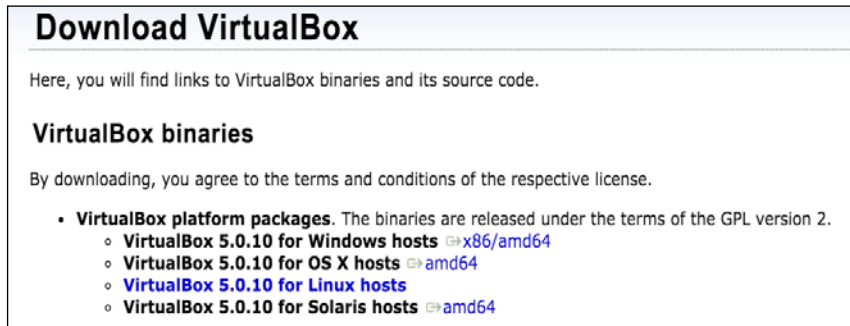 Download VirtualBox
Here, you will find links to VirtualBox binaries and its source code.
VirtualBox binaries
By downloading, you agree to the terms and conditions of the respective license.
• VirtualBox platform packages. The binaries are released under the terms of the GPL version 2.
◦ VirtualBox 5.0.10 for Windows hosts x86/amd64
◦ VirtualBox 5.0.10 for OS X hosts amd64
◦ VirtualBox 5.0.10 for Linux hosts
◦ VirtualBox 5.0.10 for Solaris hosts amd64